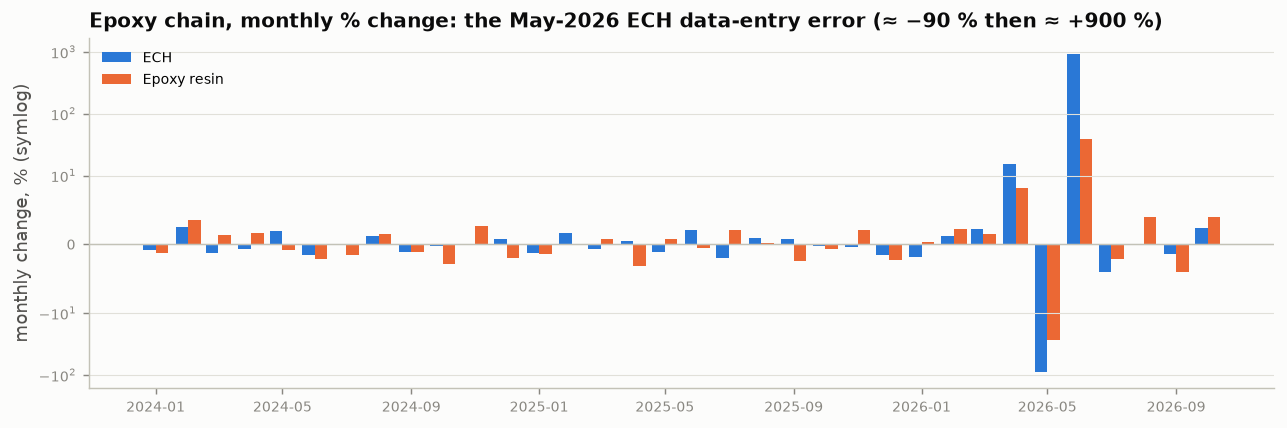 Epoxy chain, monthly % change: the May-2026 ECH data-entry error (≈ −90 % then ≈ +900 %)
ECH
Epoxy resin
monthly change, % (symlog)
10³
10²
10¹
0
−10¹
−10²
2024-01 2024-05 2024-09 2025-01 2025-05 2025-09 2026-01 2026-05 2026-09